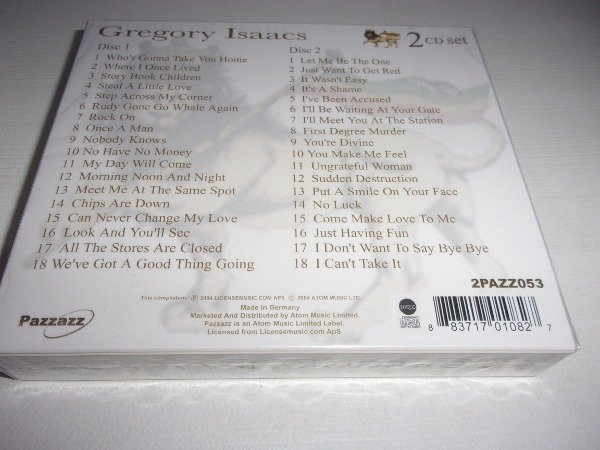 Gregory Isaacs
2 CD set
Disc 1
1 Who's Gonna Take You Home
2 Where I Once Lived
3 Story Book Children
4 Steal A Little Love
5 Step Across My Corner
6 Rudy Gone Go Whale Again
7 Rock On
8 Once A Man
9 Nobody Knows
10 No Have No Money
11 My Day Will Come
12 Morning Noon And Night
13 Meet Me At The Same Spot
14 Chips Are Down
15 Can Never Change My Love
16 Look And You'll See
17 All The Stores Are Closed
18 We've Got A Good Thing Going
Disc 2
1 Let Me Be The One
2 Just Want To Get Red
3 It Wasn't Easy
4 It's A Shame
5 I've Been Accused
6 I'll Be Waiting At Your Gate
7 I'll Meet You At The Station
8 First Degree Murder
9 You're Divine
10 You Make Me Feel
11 Ungrateful Woman
12 Sudden Destruction
13 Put A Smile On Your Face
14 No Luck
15 Come Make Love To Me
16 Just Having Fun
17 I Don't Want To Say Bye Bye
18 I Can't Take It
Pazzazz
This compilation: ℗ 2004 LICENSEMUSIC.COM APS © 2004 ATOM MUSIC LTD.
Made in Germany
Marketed And Distributed by Atom Music Limited.
Pazzazz is an Atom Music Limited Label.
Licensed from Licensemusic.com ApS
2PAZZ053
8 83717 01082 7